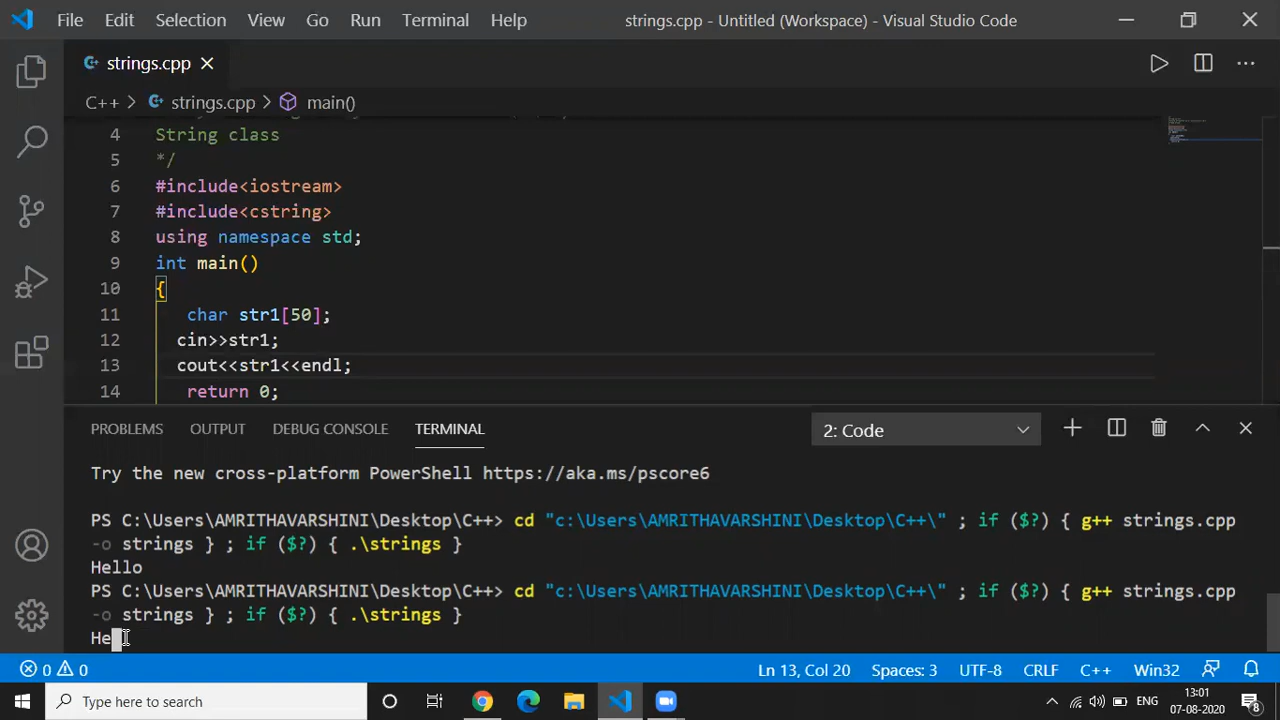 File Edit Selection View Go Run Terminal Help strings.cpp - Untitled (Workspace) - Visual Studio Code
strings.cpp
C++ > strings.cpp > main()
4 String class
5 */
6 #include<iostream>
7 #include<cstring>
8 using namespace std;
9 int main()
10 {
11 char str1[50];
12 cin>>str1;
13 cout<<str1<<endl;
14 return 0;
PROBLEMS OUTPUT DEBUG CONSOLE TERMINAL 2: Code
Try the new cross-platform PowerShell https://aka.ms/pscore6
PS C:\Users\AMRITHAVARSHINI\Desktop\C++> cd "c:\Users\AMRITHAVARSHINI\Desktop\C++\" ; if ($?) { g++ strings.cpp
-o strings } ; if ($?) { .\strings }
Hello
PS C:\Users\AMRITHAVARSHINI\Desktop\C++> cd "c:\Users\AMRITHAVARSHINI\Desktop\C++\" ; if ($?) { g++ strings.cpp
-o strings } ; if ($?) { .\strings }
He
0 0 Ln 13, Col 20 Spaces: 3 UTF-8 CRLF C++ Win32
Type here to search ENG 13:01
07-08-2020 8